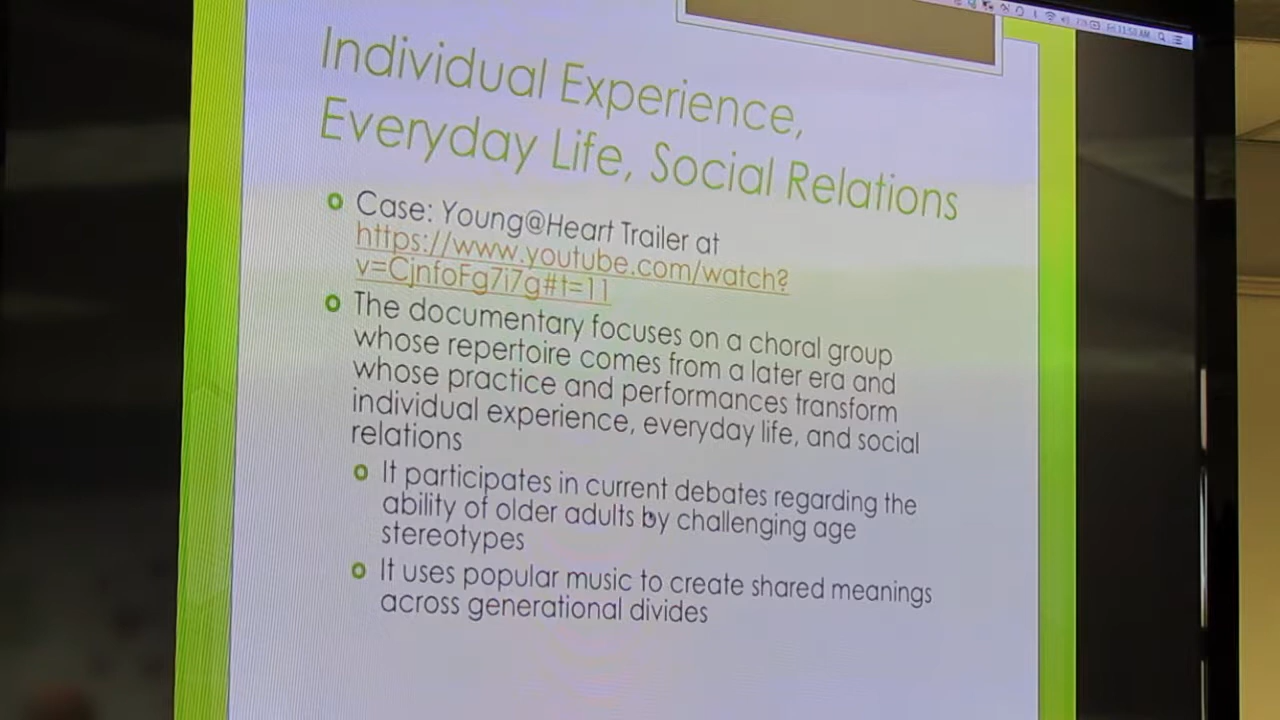 Individual Experience,
Everyday Life, Social Relations
Case: Young@Heart Trailer at
https://www.youtube.com/watch?
v=CjnfoFg7i7g#t=11
The documentary focuses on a choral group
whose repertoire comes from a later era and
whose practice and performances transform
individual experience, everyday life, and social
relations
It participates in current debates regarding the
ability of older adults by challenging age
stereotypes
It uses popular music to create shared meanings
across generational divides